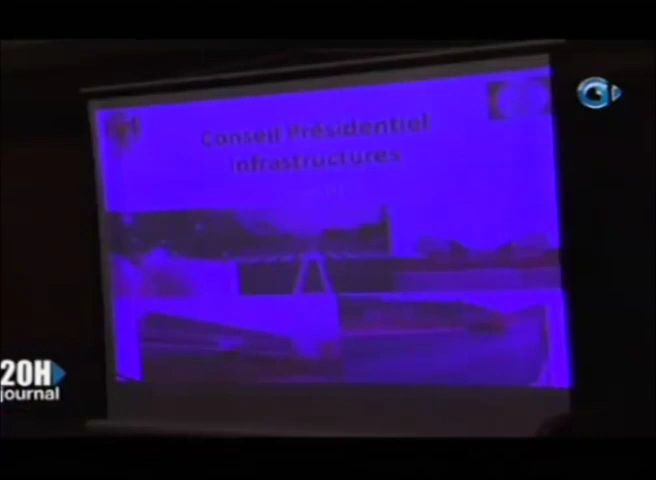 Conseil Présidentiel
Infrastructures
20H
journal